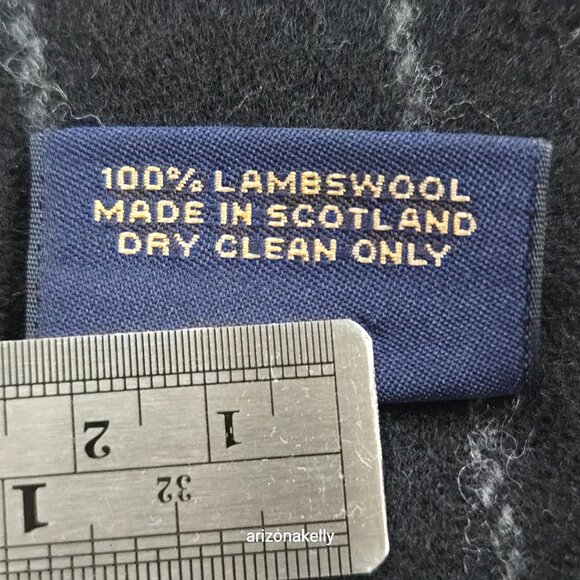 100% LAMBSWOOL
MADE IN SCOTLAND
DRY CLEAN ONLY
2 1
32
1
arizonakelly